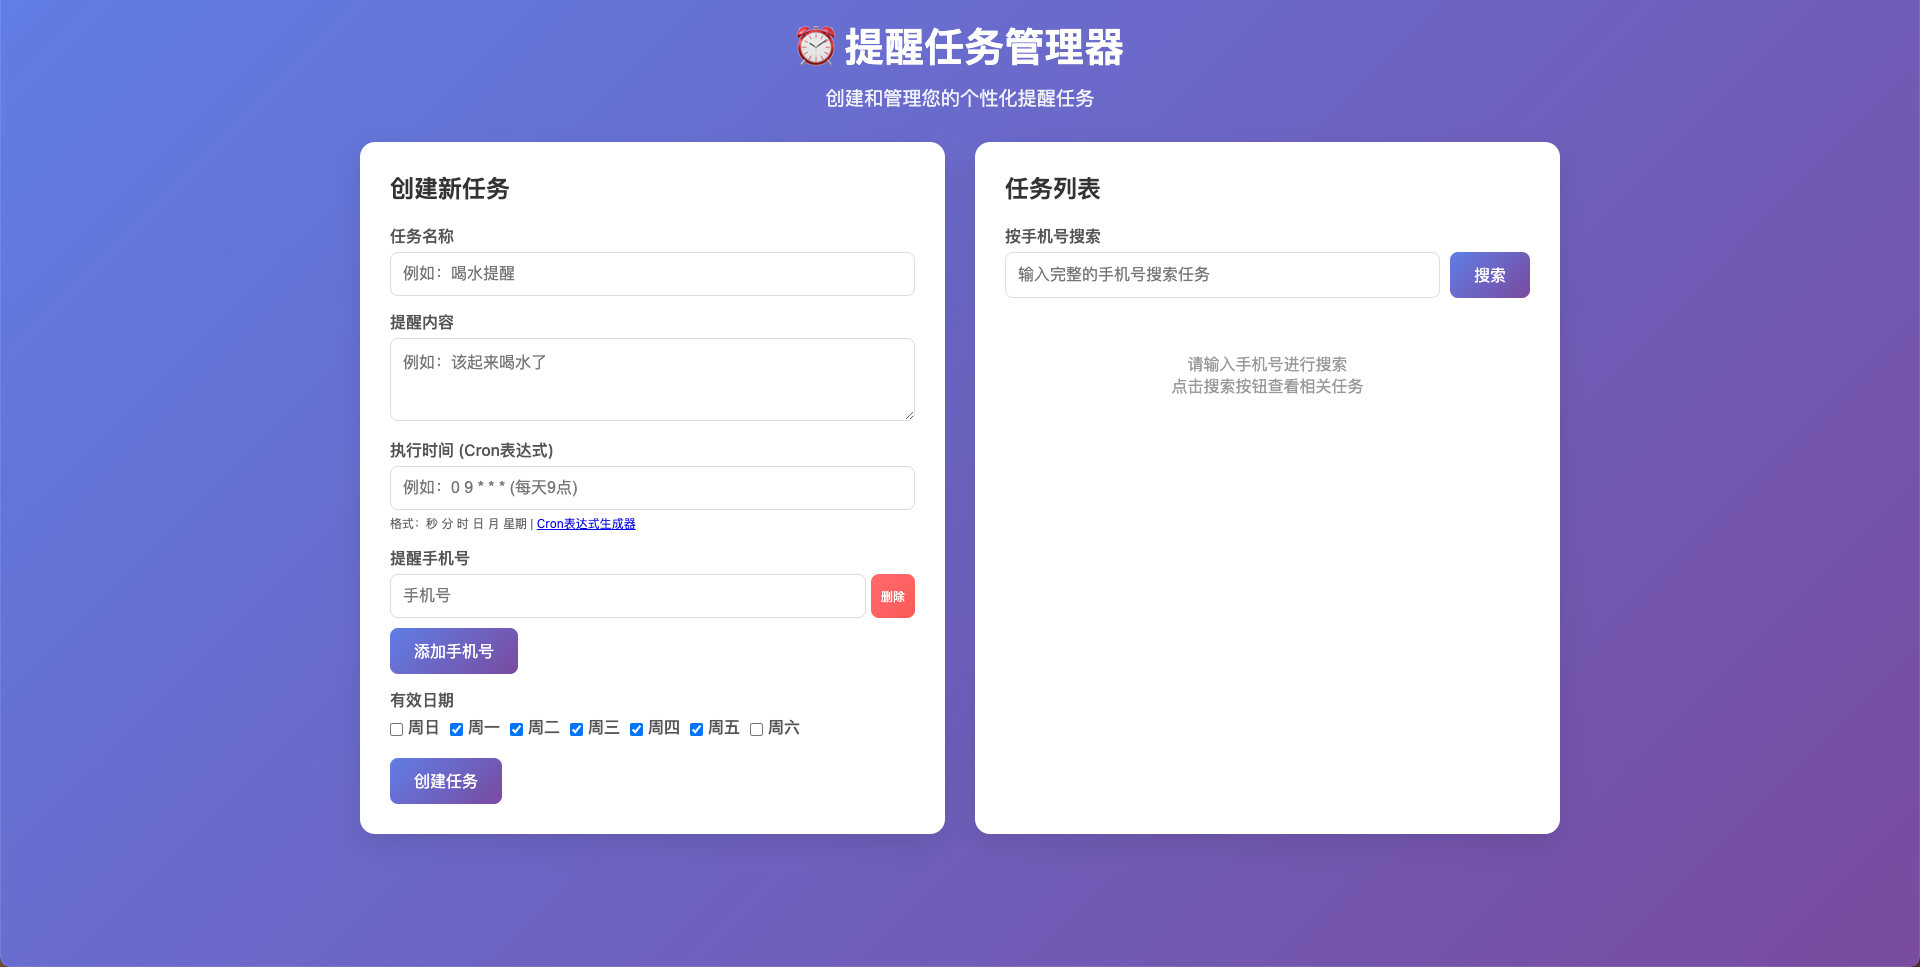 ⏰ 提醒任务管理器
创建和管理您的个性化提醒任务
创建新任务
任务名称
例如：喝水提醒
提醒内容
例如：该起来喝水了
执行时间 (Cron表达式)
例如：0 9 * * * (每天9点)
格式：秒 分 时 日 月 星期 | Cron表达式生成器
提醒手机号
手机号
删除
添加手机号
有效日期
周日 周一 周二 周三 周四 周五 周六
创建任务
任务列表
按手机号搜索
输入完整的手机号搜索任务
搜索
请输入手机号进行搜索
点击搜索按钮查看相关任务